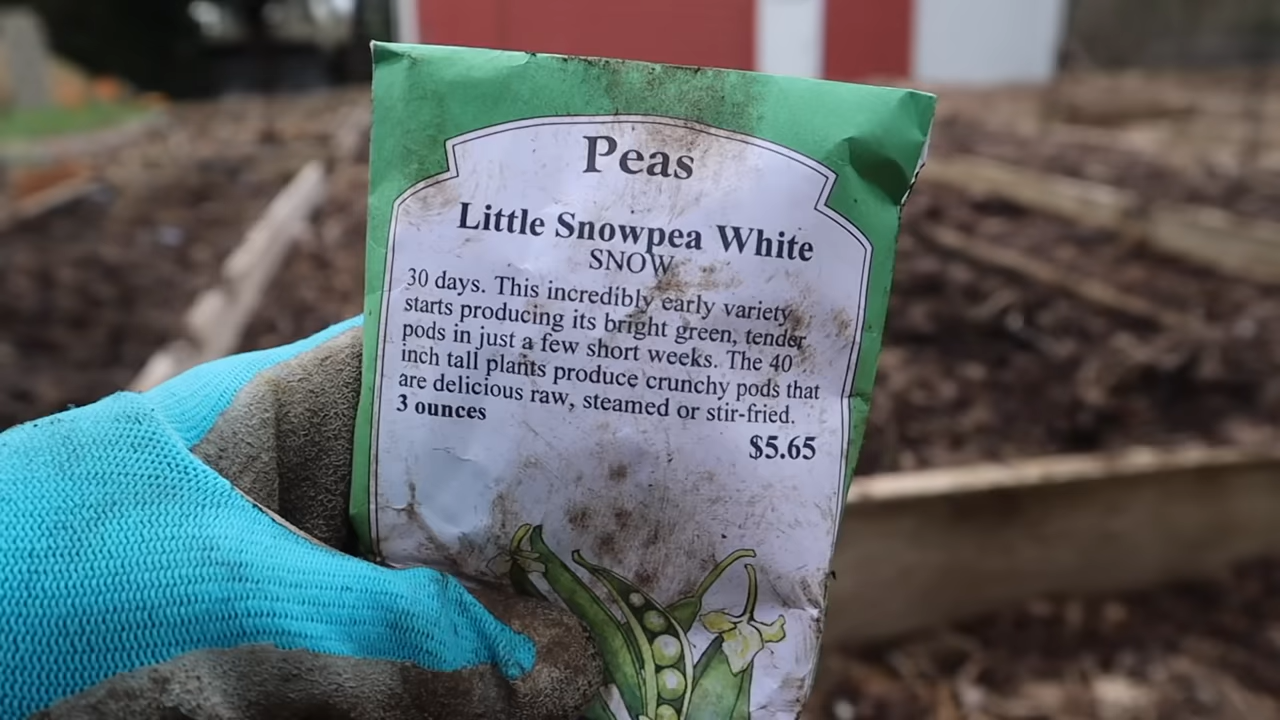 Peas
Little Snowpea White
SNOW
30 days. This incredibly early variety
starts producing its bright green, tender
pods in just a few short weeks. The 40
inch tall plants produce crunchy pods that
are delicious raw, steamed or stir-fried.
3 ounces
$5.65